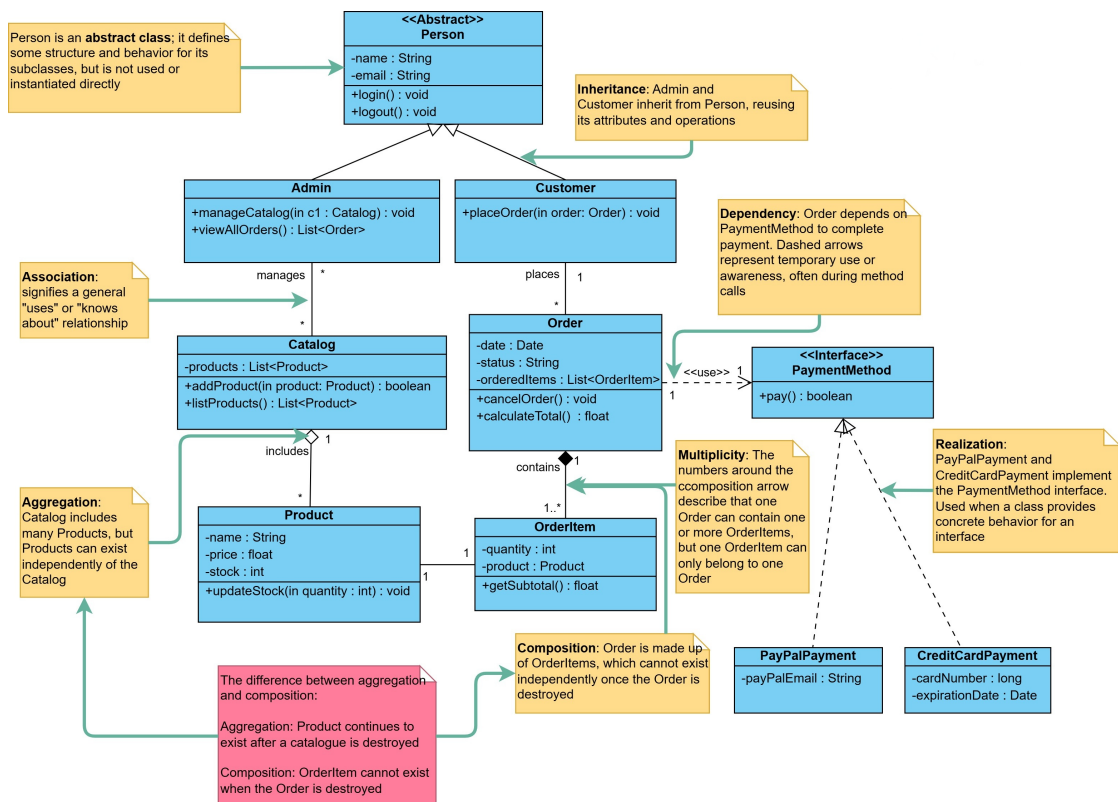 Person is an abstract class; it defines
some structure and behavior for its
subclasses, but is not used or
instantiated directly
<<Abstract>>
Person
-name : String
-email : String
+login() : void
+logout() : void
Inheritance: Admin and
Customer inherit from Person, reusing
its attributes and operations
Admin
+manageCatalog(in c1 : Catalog) : void
+viewAllOrders() : List<Order>
Customer
+placeOrder(in order: Order) : void
Dependency: Order depends on
PaymentMethod to complete
payment. Dashed arrows
represent temporary use or
awareness, often during method
calls
Association:
signifies a general
"uses" or "knows
about" relationship
manages
*
*
places
1
*
Catalog
-products : List<Product>
+addProduct(in product: Product) : boolean
+listProducts() : List<Product>
Order
-date : Date
-status : String
-orderedItems : List<OrderItem>
+cancelOrder() : void
+calculateTotal() : float
<<use>>
1
1
<<Interface>>
PaymentMethod
+pay() : boolean
includes
1
*
contains
1
1..*
Multiplicity: The
numbers around the
ccomposition arrow
describe that one
Order can contain one
or more OrderItems,
but one OrderItem can
only belong to one
Order
Realization:
PayPalPayment and
CreditCardPayment implement
the PaymentMethod interface.
Used when a class provides
concrete behavior for an
interface
Aggregation:
Catalog includes
many Products, but
Products can exist
independently of the
Catalog
Product
-name : String
-price : float
-stock : int
+updateStock(in quantity : int) : void
1
1
OrderItem
-quantity : int
-product : Product
+getSubtotal() : float
Composition: Order is made up
of OrderItems, which cannot exist
independently once the Order is
destroyed
PayPalPayment
-payPalEmail : String
CreditCardPayment
-cardNumber : long
-expirationDate : Date
The difference between aggregation
and composition:
Aggregation: Product continues to
exist after a catalogue is destroyed
Composition: OrderItem cannot exist
when the Order is destroyed